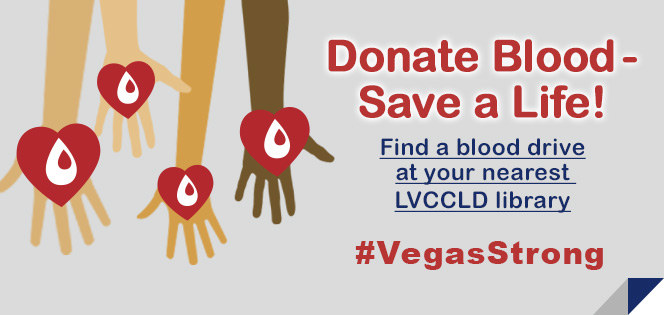 Donate Blood -
Save a Life!
Find a blood drive
at your nearest
LVCCLD library
#VegasStrong